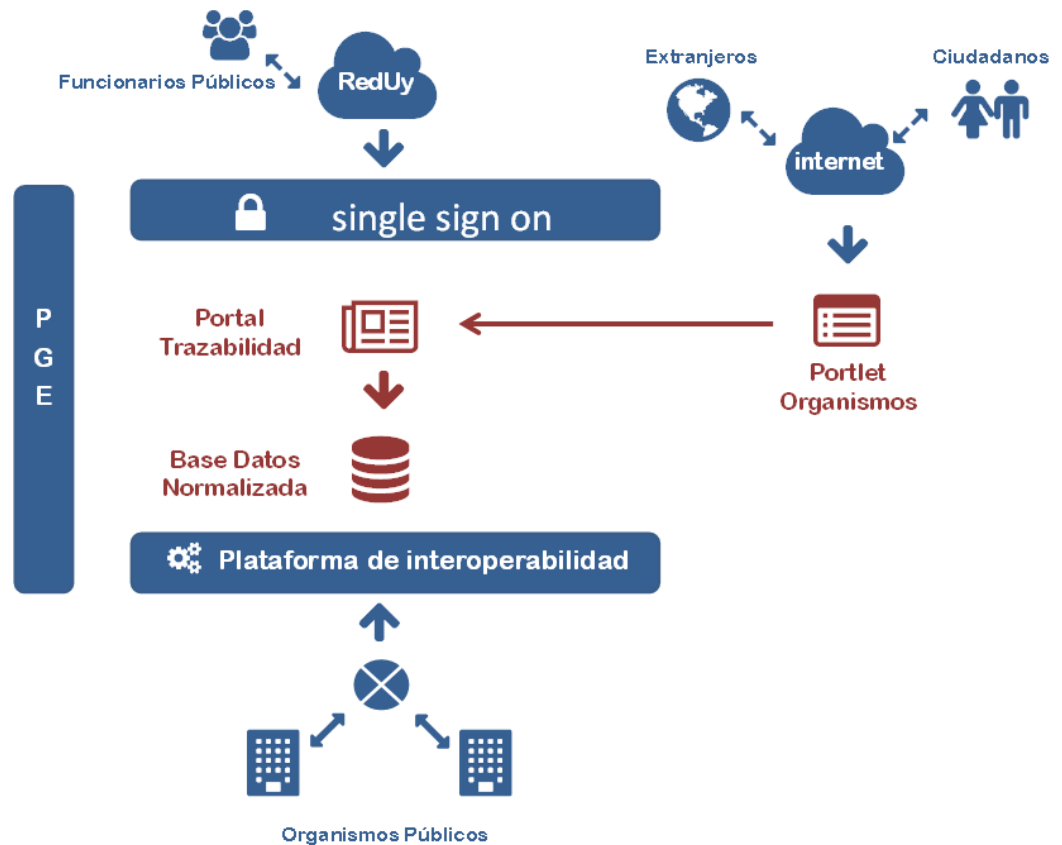 Funcionarios Públicos
RedUy
Extranjeros
Ciudadanos
internet
single sign on
P
G
E
Portal
Trazabilidad
Portlet
Organismos
Base Datos
Normalizada
Plataforma de interoperabilidad
Organismos Públicos